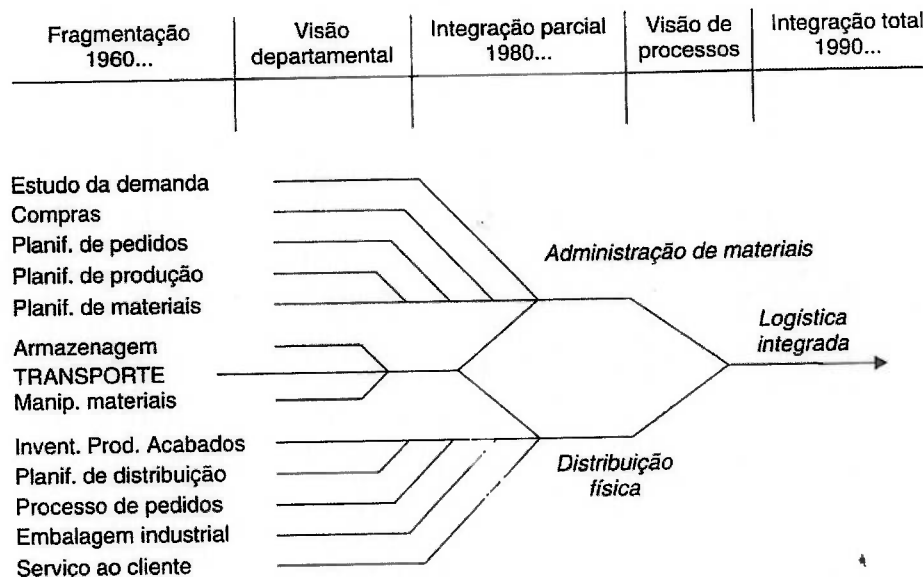 Fragmentação
1960...
Visão
departamental
Integração parcial
1980...
Visão de
processos
Integração total
1990...
Estudo da demanda
Compras
Planif. de pedidos
Planif. de produção
Planif. de materiais
Armazenagem
TRANSPORTE
Manip. materiais
Invent. Prod. Acabados
Planif. de distribuição
Processo de pedidos
Embalagem industrial
Serviço ao cliente
Administração de materiais
Distribuição
física
Logística
integrada